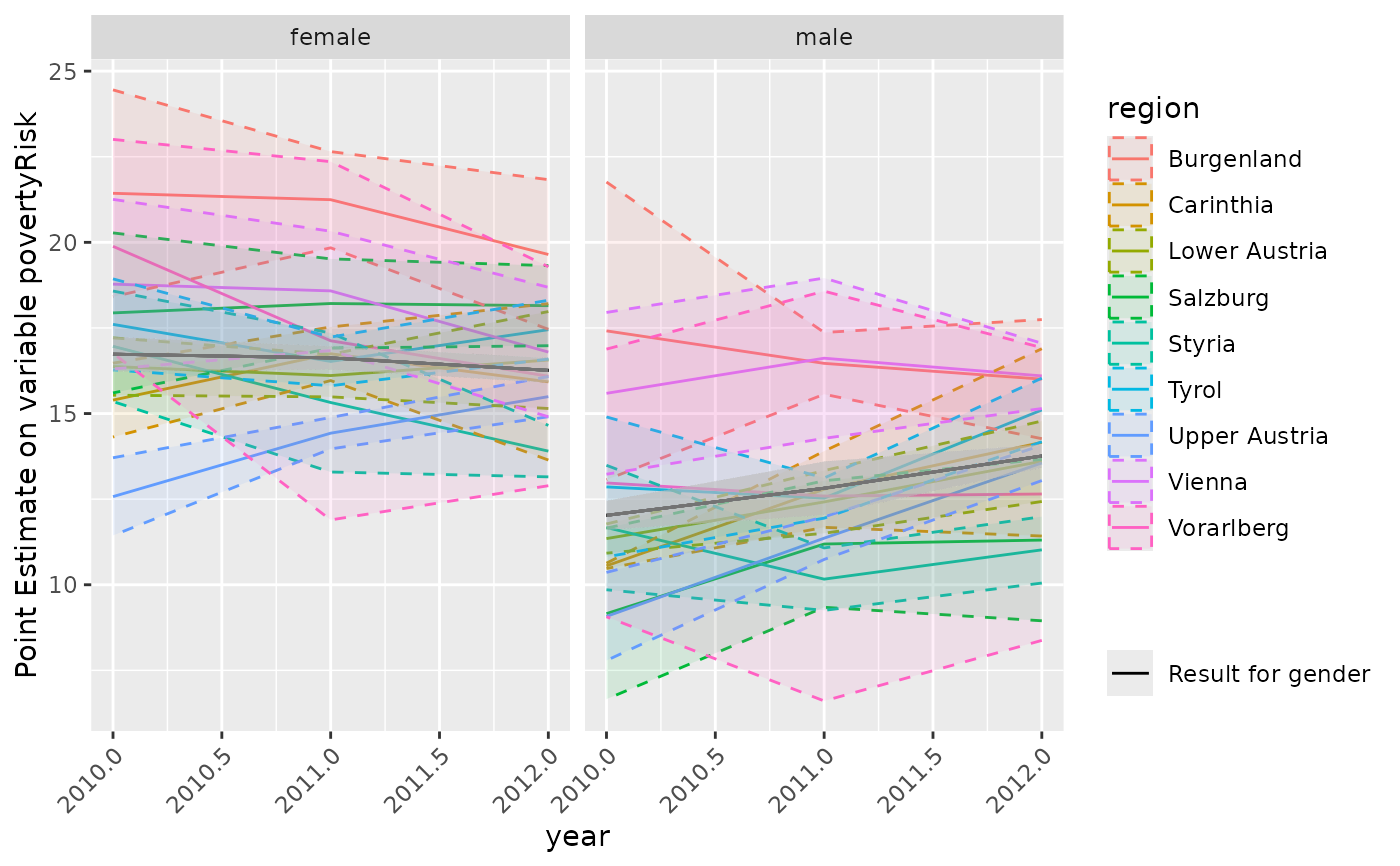 female
male
Point Estimate on variable povertyRisk
25
20
15
10
2010.0
2010.5
2011.0
2011.5
2012.0
2010.0
2010.5
2011.0
2011.5
2012.0
year
region
Burgenland
Carinthia
Lower Austria
Salzburg
Styria
Tyrol
Upper Austria
Vienna
Vorarlberg
Result for gender